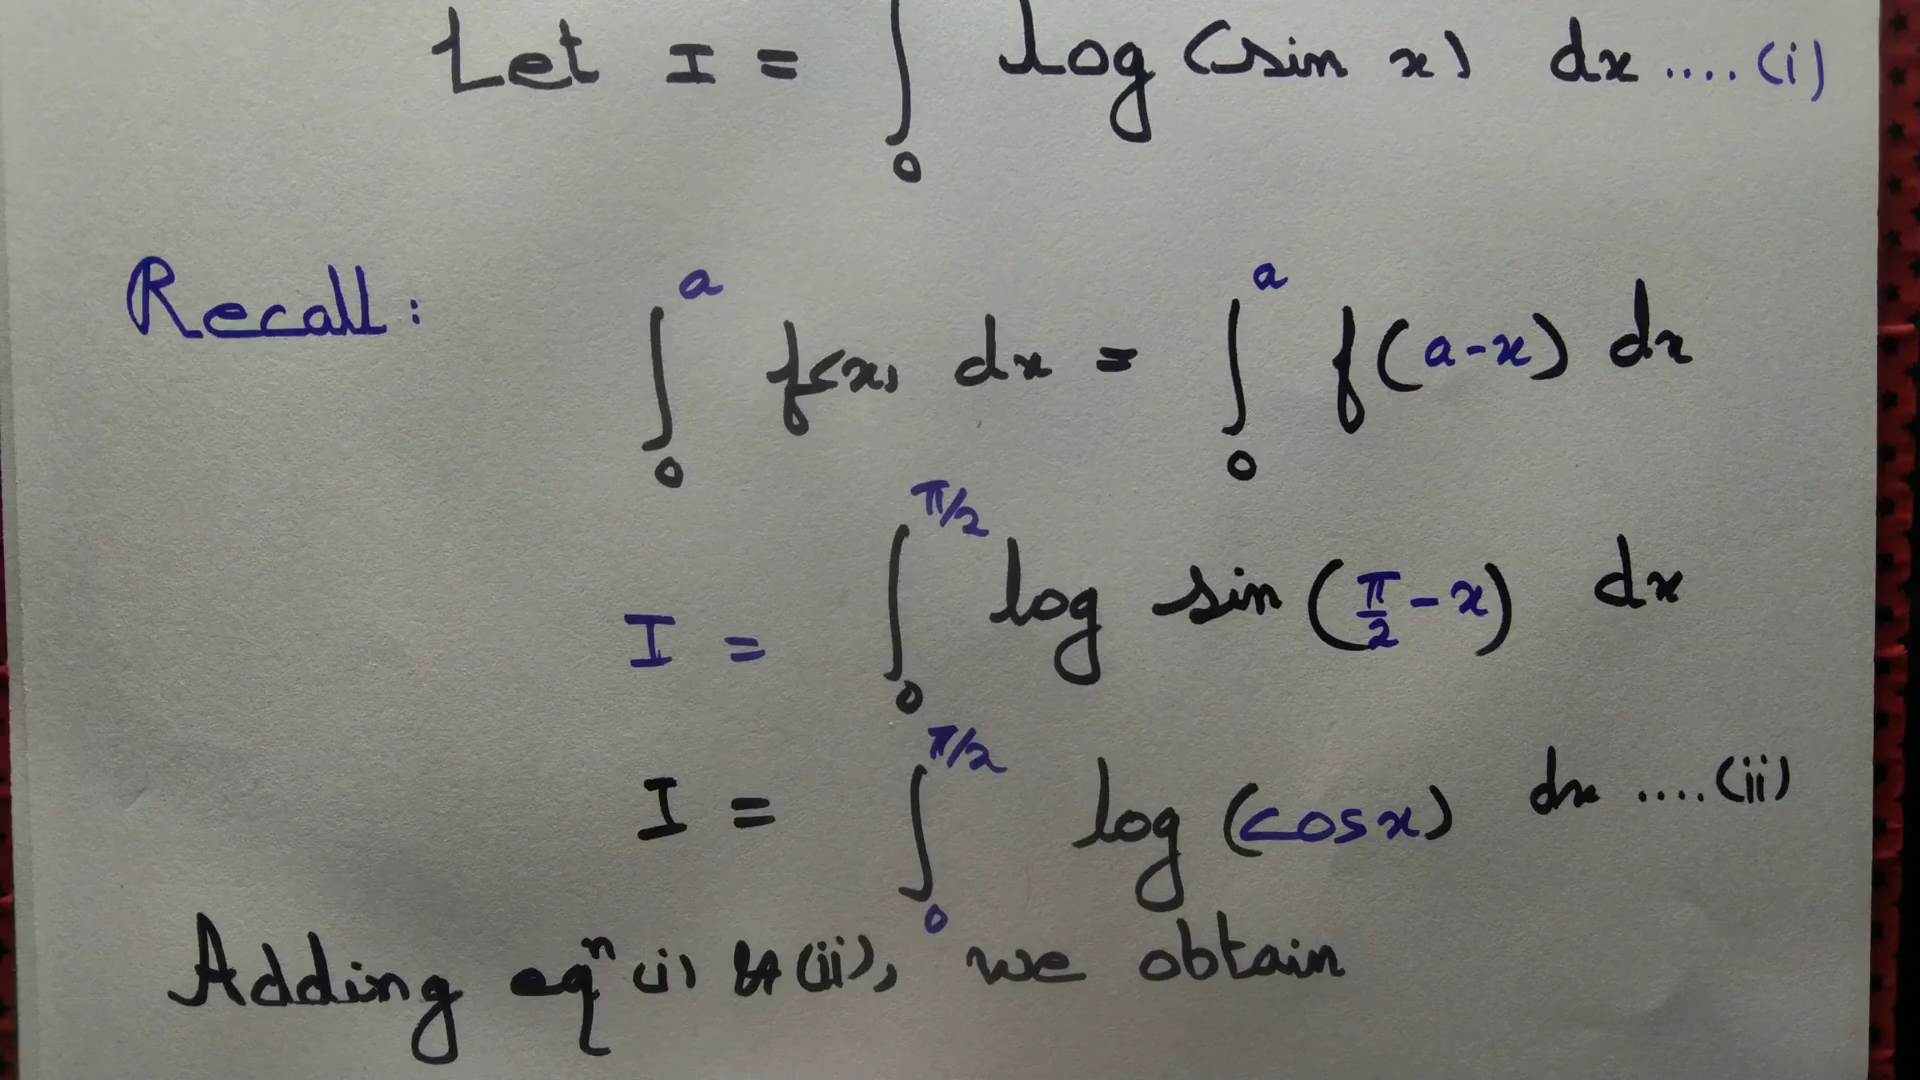 Let I = ∫₀ log (sin x) dx .... (i)
Recall: ∫₀ᵃ f(x) dx = ∫₀ᵃ f(a-x) dx
I = ∫₀^(π/2) log sin (π/2 - x) dx
I = ∫₀^(π/2) log (cos x) dx .... (ii)
Adding eqⁿ (i) & (ii), we obtain